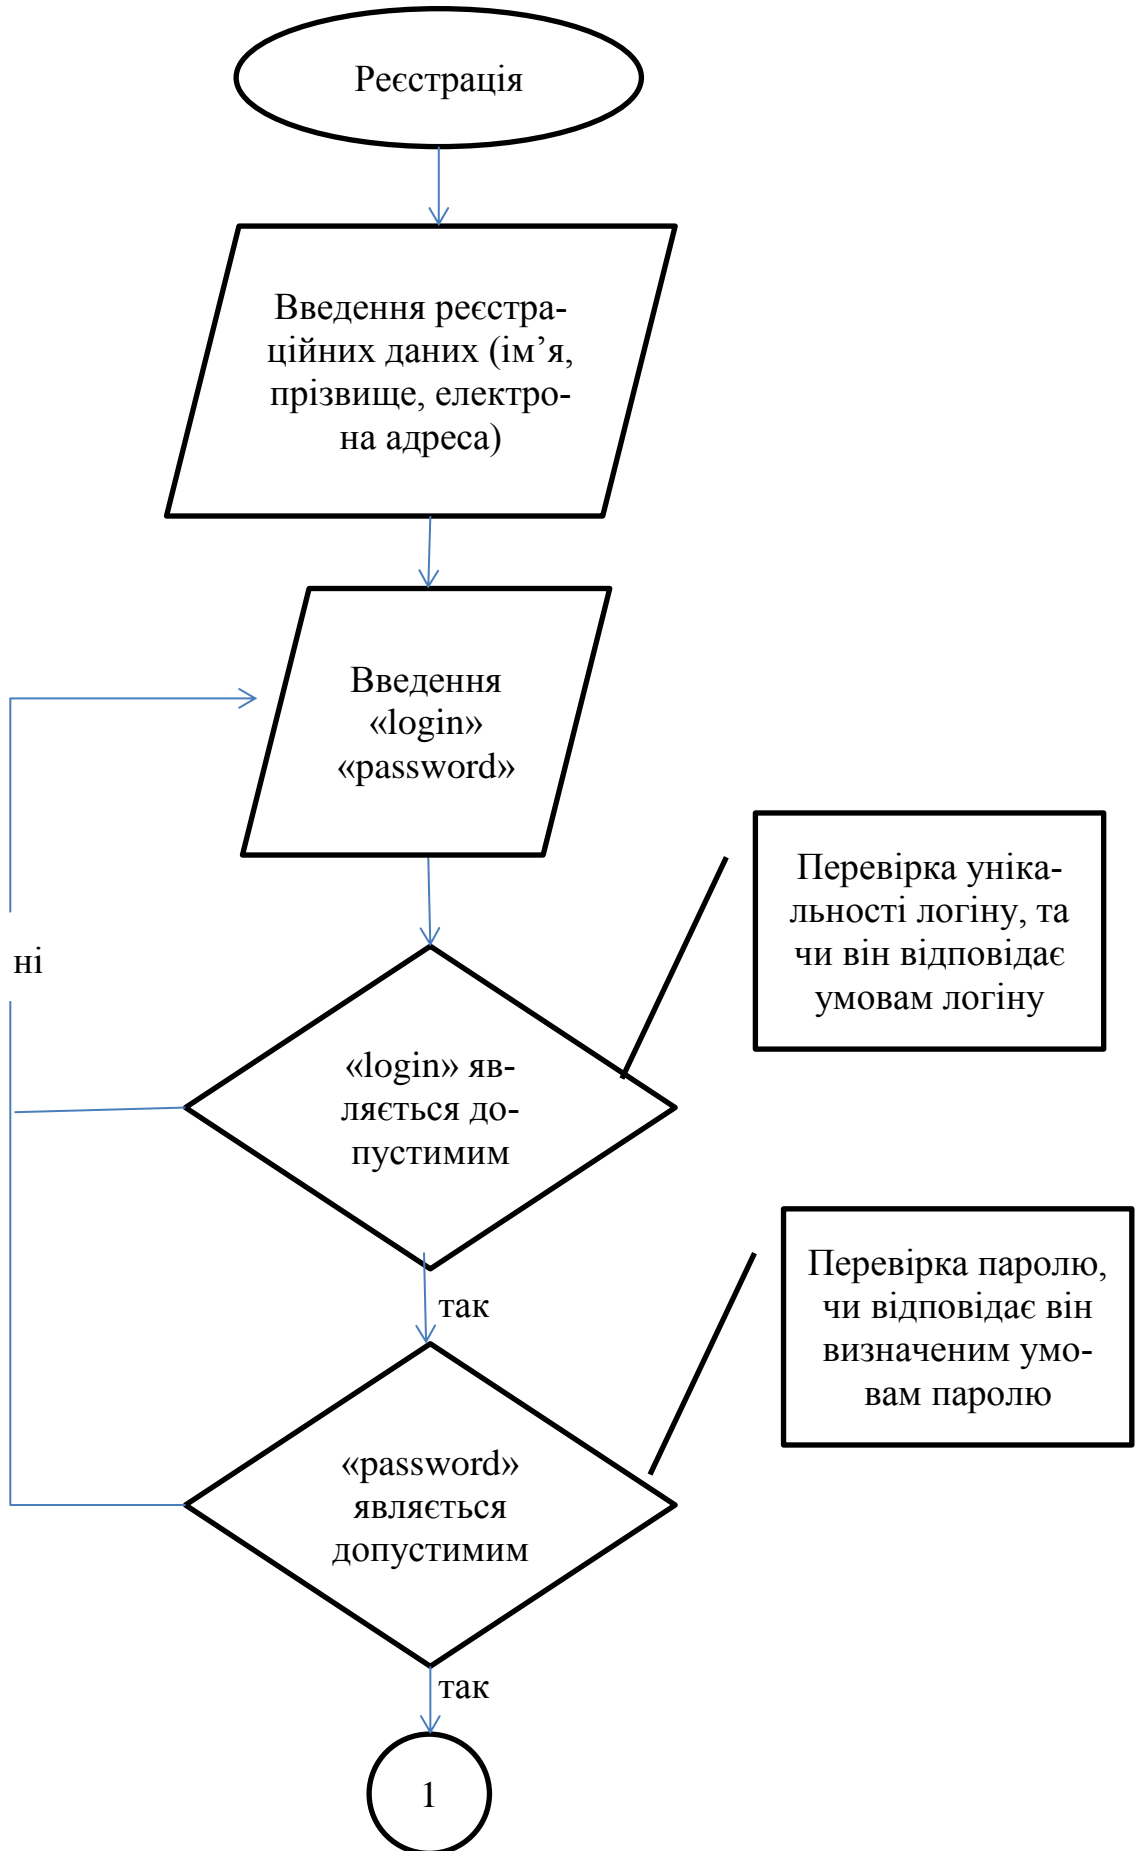 Реєстрація
Введення реєстра-
ційних даних (ім’я,
прізвище, електро-
на адреса)
Введення
«login»
«password»
Перевірка уніка-
льності логіну, та
чи він відповідає
умовам логіну
ні
«login» яв-
ляється до-
пустимим
Перевірка паролю,
чи відповідає він
визначеним умо-
вам паролю
так
«password»
являється
допустимим
так
1